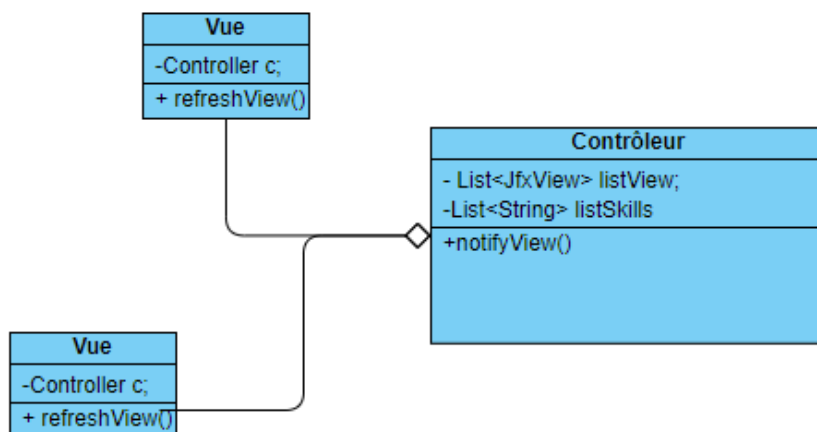 Vue
-Controller c;
+ refreshView()
Contrôleur
- List<JfxView> listView;
-List<String> listSkills
+notifyView()
Vue
-Controller c;
+ refreshView()